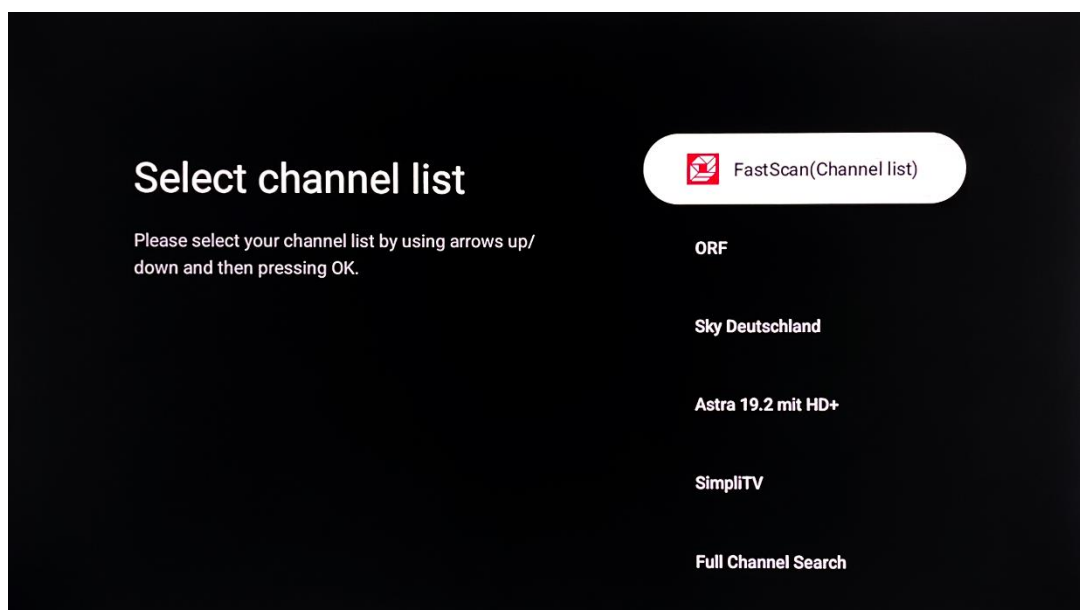 Select channel list
Please select your channel list by using arrows up/
down and then pressing OK.
FastScan(Channel list)
ORF
Sky Deutschland
Astra 19.2 mit HD+
SimpliTV
Full Channel Search